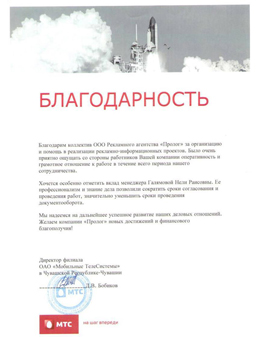 БЛАГОДАРНОСТЬ
Благодарим коллектив ООО Рекламного агентства «Пролог» за организацию
и помощь в реализации рекламно-информационных проектов. Было очень
приятно ощущать со стороны работников Вашей компании оперативность и
грамотное отношение к работе в течении всего периода нашего
сотрудничества.
Хочется особенно отметить вклад менеджера Галимовой Нели Равилевны. Ее
профессионализм и знание дела позволили сократить сроки согласования и
проведения работ, значительно уменьшить сроки проведения
документооборота.
Мы надеемся на дальнейшее успешное развитие наших деловых отношений.
Желаем компании «Пролог» новых достижений и финансового
благополучия!
Директор филиала
ОАО «Мобильные ТелеСистемы»
в Чувашской Республике-Чувашии
Д.В. Бобиков
МТС
на шаг впереди